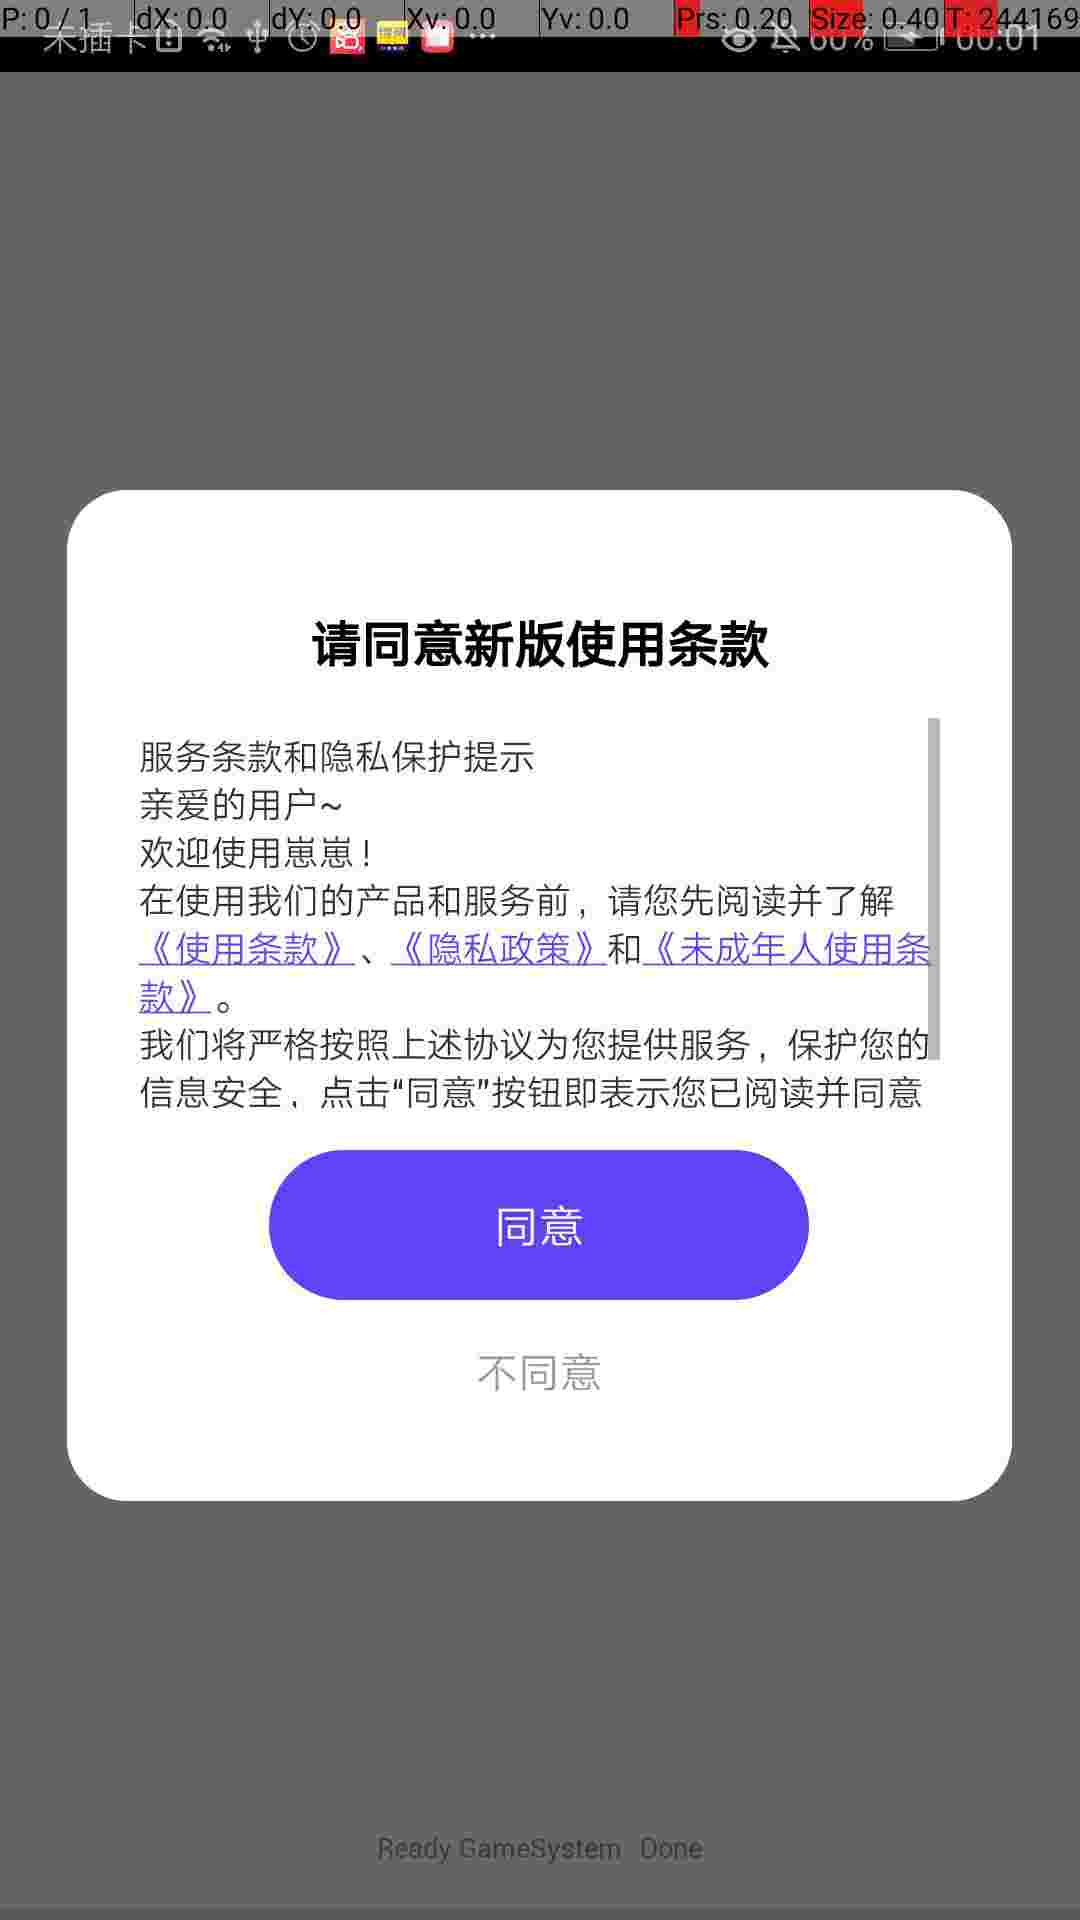 P: 0 / 1 dX: 0.0 dY: 0.0 Xv: 0.0 Yv: 0.0 Prs: 0.20 Size: 0.40 T: 244169
未插卡 60% 00:01
请同意新版使用条款
服务条款和隐私保护提示
亲爱的用户~
欢迎使用崽崽！
在使用我们的产品和服务前，请您先阅读并了解
《使用条款》、《隐私政策》和《未成年人使用条
款》。
我们将严格按照上述协议为您提供服务，保护您的
信息安全，点击“同意”按钮即表示您已阅读并同意
同意
不同意
Ready GameSystem Done